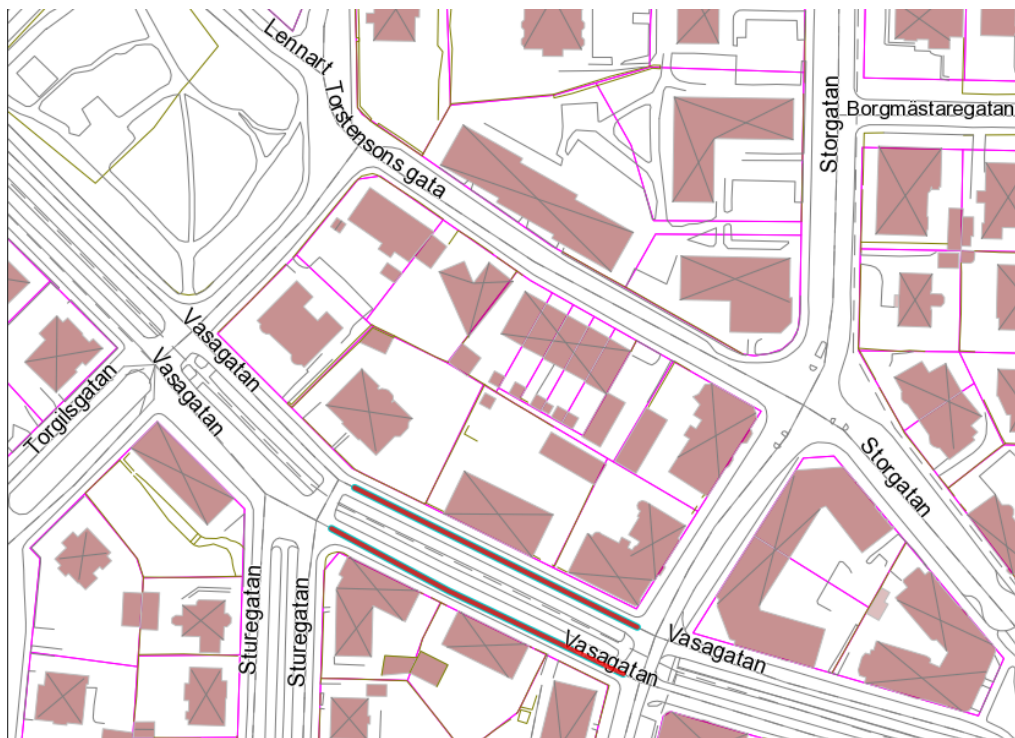 Lennart Torstensons gata
Storgatan
Borgmästaregatan
Vasagatan
Vasagatan
Torgilsgatan
Storgatan
Sturegatan
Sturegatan
Vasagatan
Vasagatan